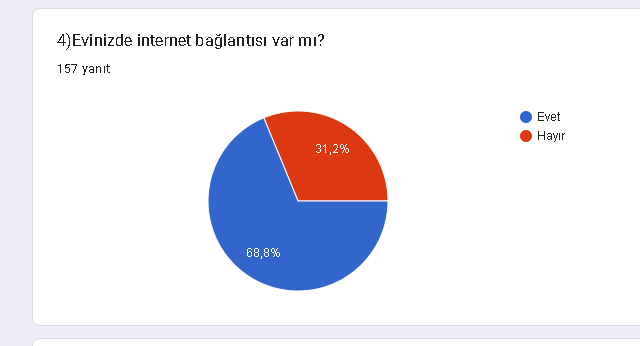 4)Evinizde internet bağlantısı var mı?
157 yanıt
Evet
Hayır
31,2%
68,8%